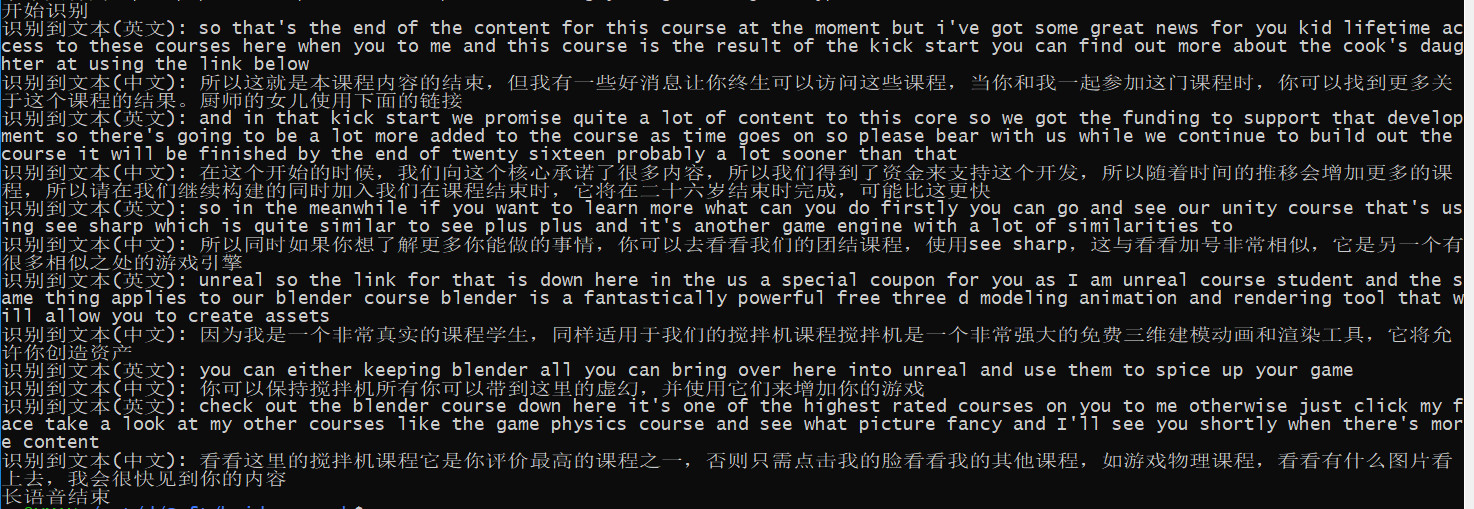 开始识别
识别到文本(英文): so that's the end of the content for this course at the moment but i've got some great news for you kid lifetime ac
cess to these courses here when you to me and this course is the result of the kick start you can find out more about the cook's daug
hter at using the link below
识别到文本(中文): 所以这就是本课程内容的结束，但我有一些好消息让你终生可以访问这些课程，当你和我一起参加这门课程时，你可以找到更多关
于这个课程的结果。厨师的女儿使用下面的链接
识别到文本(英文): and in that kick start we promise quite a lot of content to this core so we got the funding to support that develop
ment so there's going to be a lot more added to the course as time goes on so please bear with us while we continue to build out the
course it will be finished by the end of twenty sixteen probably a lot sooner than that
识别到文本(中文): 在这个开始的时候，我们向这个核心承诺了很多内容，所以我们得到了资金来支持这个开发，所以随着时间的推移会增加更多的课
程，所以请在我们继续构建的同时加入我们在课程结束时，它将在二十六岁结束时完成，可能比这更快
识别到文本(英文): so in the meanwhile if you want to learn more what can you do firstly you can go and see our unity course that's us
ing see sharp which is quite similar to see plus plus and it's another game engine with a lot of similarities to
识别到文本(中文): 所以同时如果你想了解更多你能做的事情，你可以去看看我们的团结课程，使用see sharp，这与看看加号非常相似，它是另一个有
很多相似之处的游戏引擎
识别到文本(英文): unreal so the link for that is down here in the us a special coupon for you as I am unreal course student and the s
ame thing applies to our blender course blender is a fantastically powerful free three d modeling animation and rendering tool that w
ill allow you to create assets
识别到文本(中文): 因为我是一个非常真实的课程学生，同样适用于我们的搅拌机课程搅拌机是一个非常强大的免费三维建模动画和渲染工具，它将允
许你创造资产
识别到文本(英文): you can either keeping blender all you can bring over here into unreal and use them to spice up your game
识别到文本(中文): 你可以保持搅拌机所有你可以带到这里的虚幻，并使用它们来增加你的游戏
识别到文本(英文): check out the blender course down here it's one of the highest rated courses on you to me otherwise just click my f
ace take a look at my other courses like the game physics course and see what picture fancy and I'll see you shortly when there's mor
e content
识别到文本(中文): 看看这里的搅拌机课程它是你评价最高的课程之一，否则只需点击我的脸看看我的其他课程，如游戏物理课程，看看有什么图片看
上去，我会很快见到你的内容
长语音结束